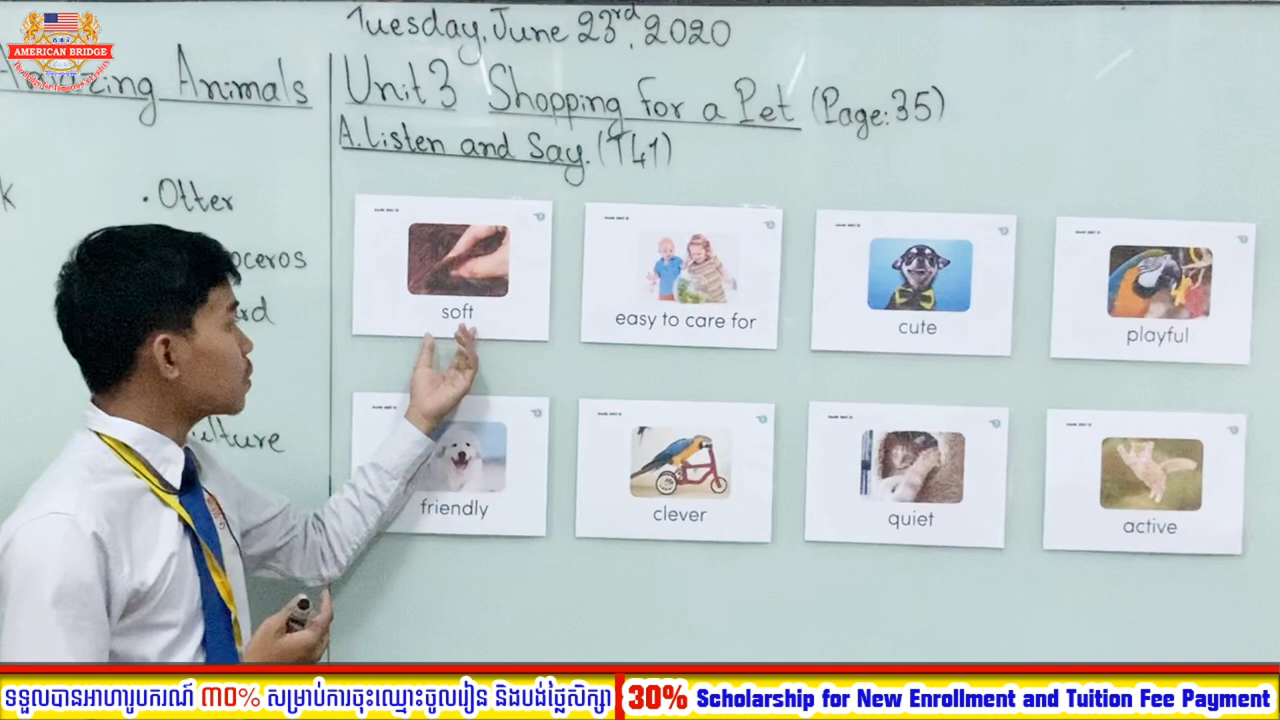 AMERICAN BRIDGE
Tuesday, June 23rd, 2020
Amazing Animals
Unit 3 Shopping for a Pet (Page:35)
A. Listen and Say. (T41)
• Otter
soft
easy to care for
cute
playful
friendly
clever
quiet
active
ទទួលបានអាហារូបករណ៍ ៣០% សម្រាប់ការចុះឈ្មោះចូលរៀន និងបង់ថ្លៃសិក្សា
30% Scholarship for New Enrollment and Tuition Fee Payment